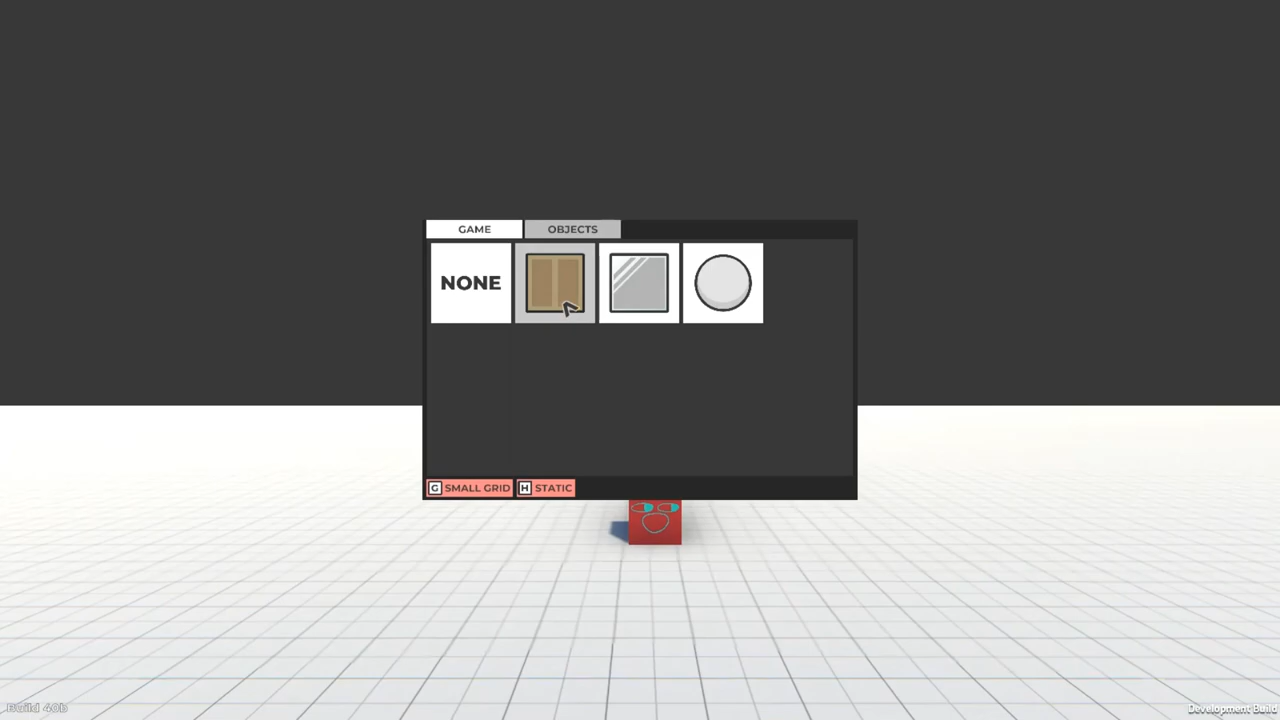 GAME
OBJECTS
NONE
G SMALL GRID
H STATIC
Build 40b
Development Build